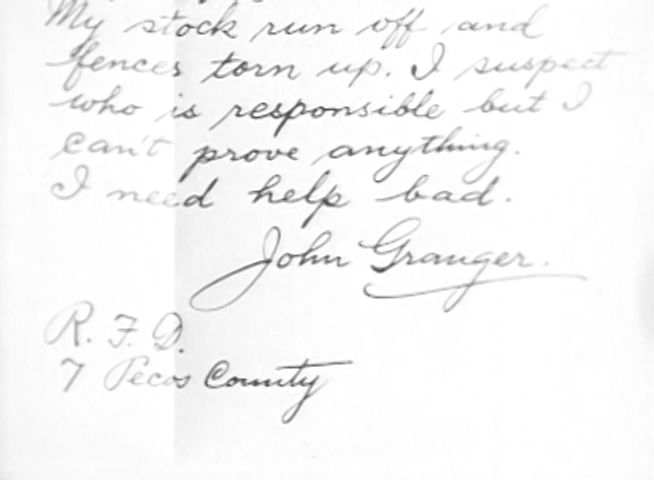 My stock run off and
fences torn up. I suspect
who is responsible but I
can't prove anything.
I need help bad.
John Granger.
R. F. D.
7 Pecos County